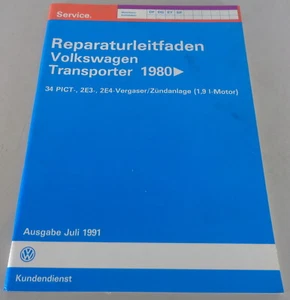 Service.
Reparaturleitfaden
Volkswagen
Transporter 1980►
34 PICT-, 2E3-, 2E4-Vergaser/Zündanlage (1,9 l-Motor)
Ausgabe Juli 1991
Kundendienst